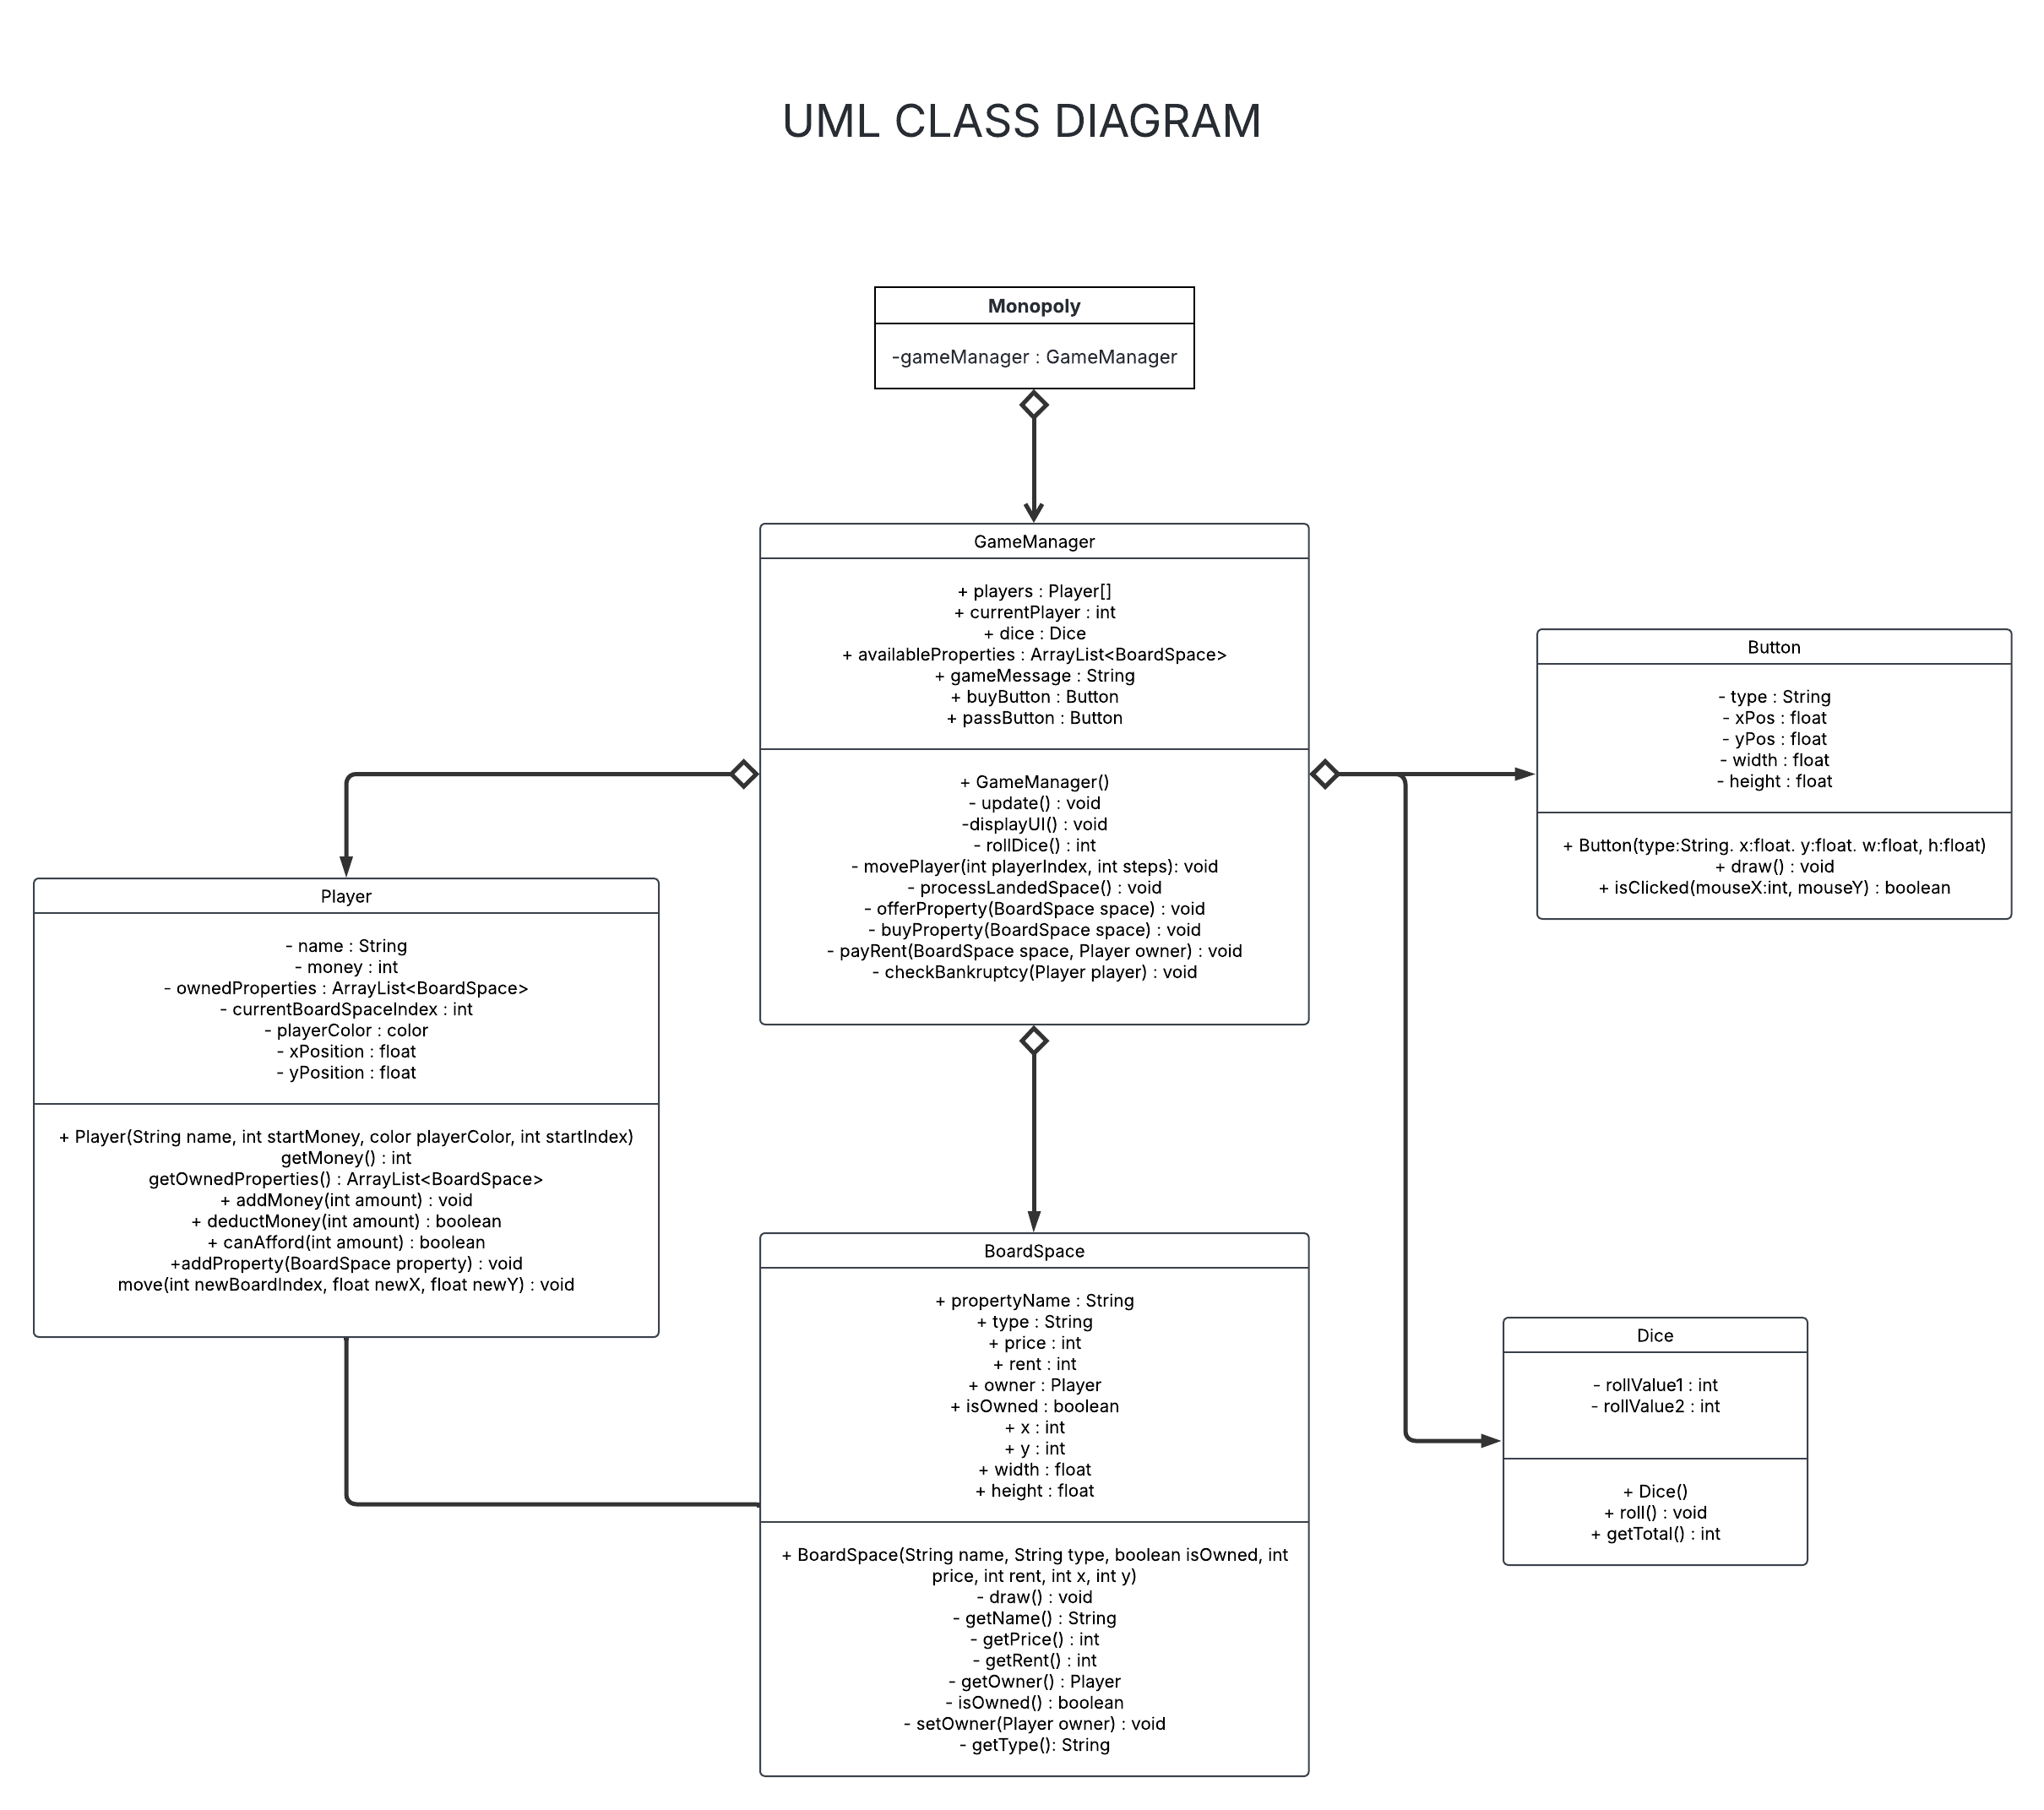 UML CLASS DIAGRAM
Monopoly
-gameManager : GameManager
GameManager
+ players : Player[]
+ currentPlayer : int
+ dice : Dice
+ availableProperties : ArrayList<BoardSpace>
+ gameMessage : String
+ buyButton : Button
+ passButton : Button
+ GameManager()
- update() : void
-displayUI() : void
- rollDice() : int
- movePlayer(int playerIndex, int steps): void
- processLandedSpace() : void
- offerProperty(BoardSpace space) : void
- buyProperty(BoardSpace space) : void
- payRent(BoardSpace space, Player owner) : void
- checkBankruptcy(Player player) : void
Button
- type : String
- xPos : float
- yPos : float
- width : float
- height : float
+ Button(type:String. x:float. y:float. w:float, h:float)
+ draw() : void
+ isClicked(mouseX:int, mouseY) : boolean
Player
- name : String
- money : int
- ownedProperties : ArrayList<BoardSpace>
- currentBoardSpaceIndex : int
- playerColor : color
- xPosition : float
- yPosition : float
+ Player(String name, int startMoney, color playerColor, int startIndex)
getMoney() : int
getOwnedProperties() : ArrayList<BoardSpace>
+ addMoney(int amount) : void
+ deductMoney(int amount) : boolean
+ canAfford(int amount) : boolean
+addProperty(BoardSpace property) : void
move(int newBoardIndex, float newX, float newY) : void
BoardSpace
+ propertyName : String
+ type : String
+ price : int
+ rent : int
+ owner : Player
+ isOwned : boolean
+ x : int
+ y : int
+ width : float
+ height : float
+ BoardSpace(String name, String type, boolean isOwned, int
price, int rent, int x, int y)
- draw() : void
- getName() : String
- getPrice() : int
- getRent() : int
- getOwner() : Player
- isOwned() : boolean
- setOwner(Player owner) : void
- getType(): String
Dice
- rollValue1 : int
- rollValue2 : int
+ Dice()
+ roll() : void
+ getTotal() : int